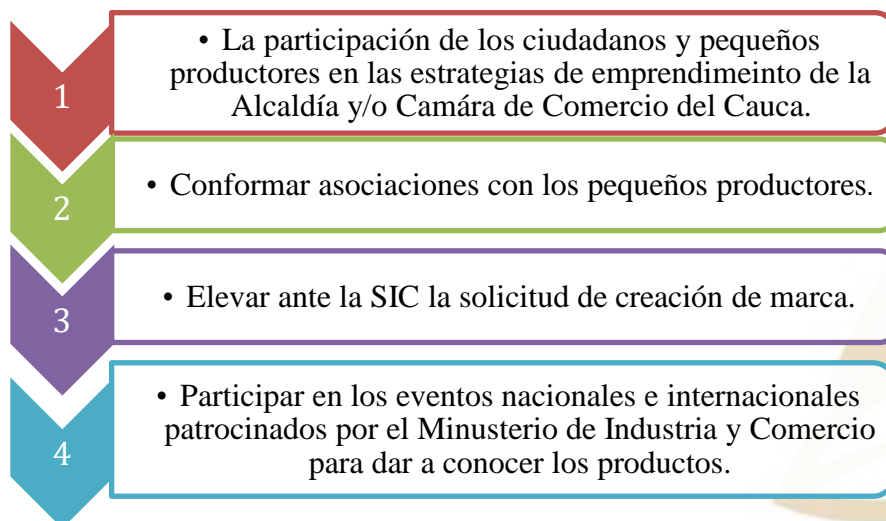 1
• La participación de los ciudadanos y pequeños
productores en las estrategias de emprendimeinto de la
Alcaldía y/o Camára de Comercio del Cauca.
2
• Conformar asociaciones con los pequeños productores.
3
• Elevar ante la SIC la solicitud de creación de marca.
4
• Participar en los eventos nacionales e internacionales
patrocinados por el Minusterio de Industria y Comercio
para dar a conocer los productos.